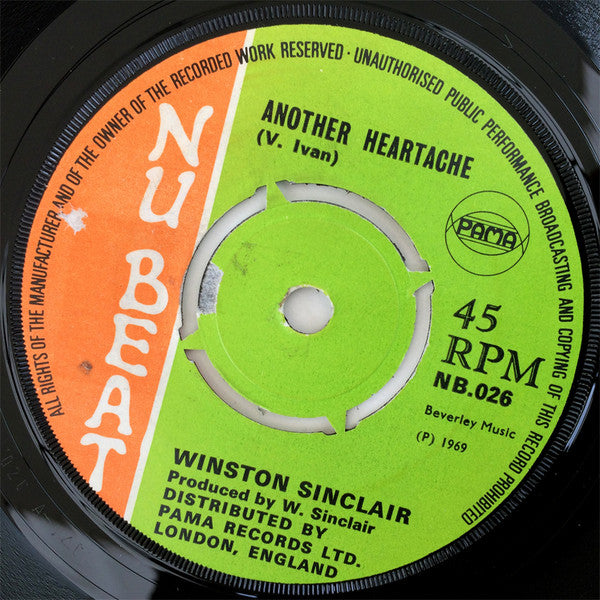 ALL RIGHTS OF THE MANUFACTURER AND OF THE OWNER OF THE RECORDED WORK RESERVED · UNAUTHORISED PUBLIC PERFORMANCE BROADCASTING AND COPYING OF THIS RECORD PROHIBITED
NU BEAT
ANOTHER HEARTACHE
(V. Ivan)
PAMA
45
RPM
NB.026
Beverley Music
(P) 1969
WINSTON SINCLAIR
Produced by W. Sinclair
DISTRIBUTED BY
PAMA RECORDS LTD.
LONDON, ENGLAND